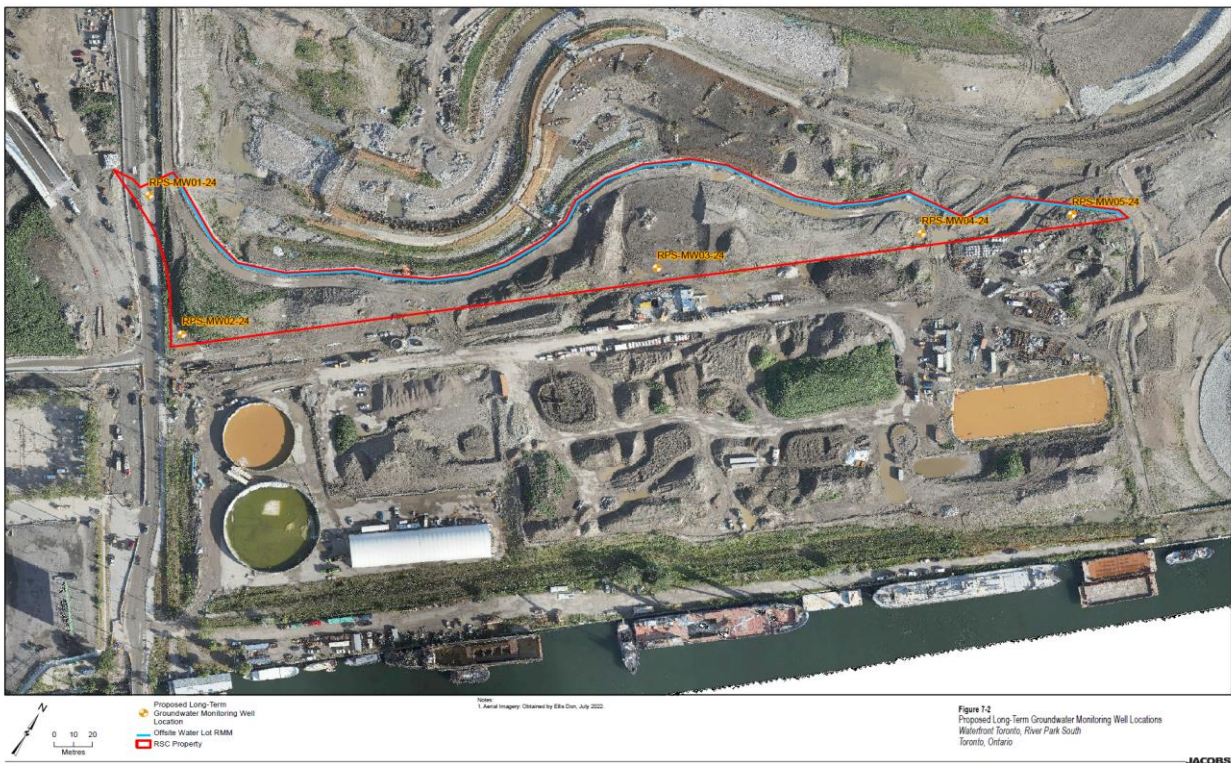 RPS-MW01-24
RPS-MW05-24
RPS-MW04-24
RPS-MW03-24
RPS-MW02-24
N
0 10 20
Metres
Proposed Long-Term
Groundwater Monitoring Well
Location
Offsite Water Lot RMM
RSC Property
Notes:
1. Aerial Imagery: Obtained by Ellis Don, July 2022.
Figure 7-2
Proposed Long-Term Groundwater Monitoring Well Locations
Waterfront Toronto, River Park South
Toronto, Ontario
JACOBS